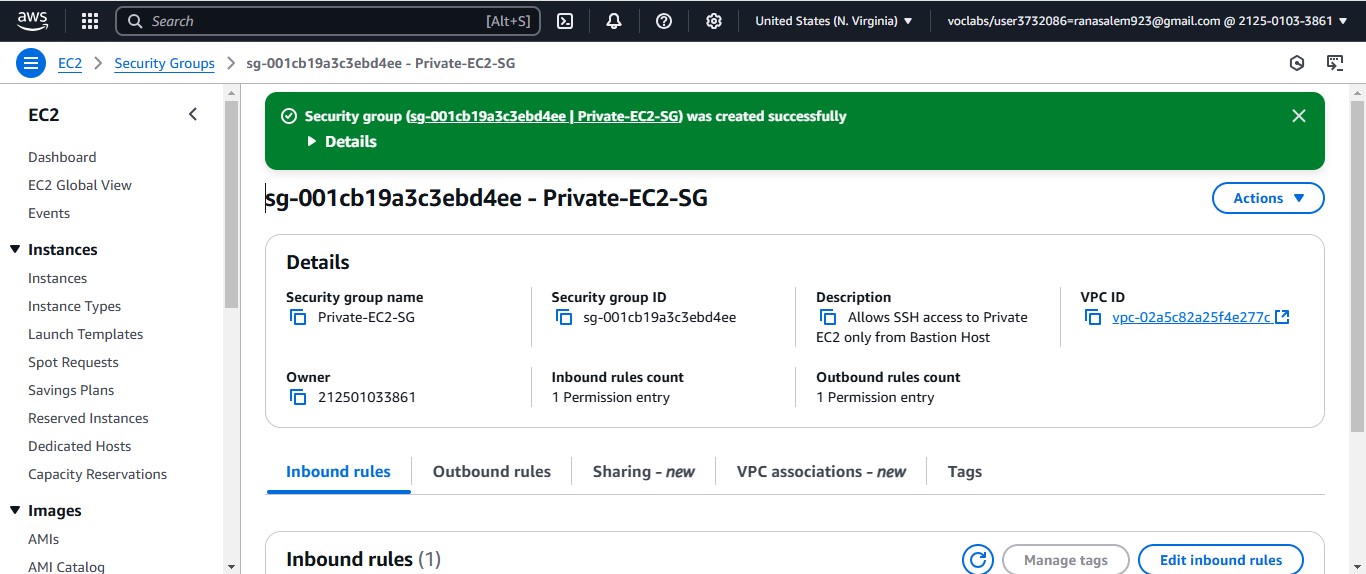 aws
Search [Alt+S]
United States (N. Virginia)
voclabs/user3732086=ranasalem923@gmail.com @ 2125-0103-3861
EC2
Security Groups
sg-001cb19a3c3ebd4ee - Private-EC2-SG
EC2
Dashboard
EC2 Global View
Events
Instances
Instances
Instance Types
Launch Templates
Spot Requests
Savings Plans
Reserved Instances
Dedicated Hosts
Capacity Reservations
Images
AMIs
AMI Catalog
Security group (sg-001cb19a3c3ebd4ee | Private-EC2-SG) was created successfully
Details
sg-001cb19a3c3ebd4ee - Private-EC2-SG
Actions
Details
Security group name
Private-EC2-SG
Security group ID
sg-001cb19a3c3ebd4ee
Description
Allows SSH access to Private
EC2 only from Bastion Host
VPC ID
vpc-02a5c82a25f4e277c
Owner
212501033861
Inbound rules count
1 Permission entry
Outbound rules count
1 Permission entry
Inbound rules
Outbound rules
Sharing - new
VPC associations - new
Tags
Inbound rules (1)
Manage tags
Edit inbound rules